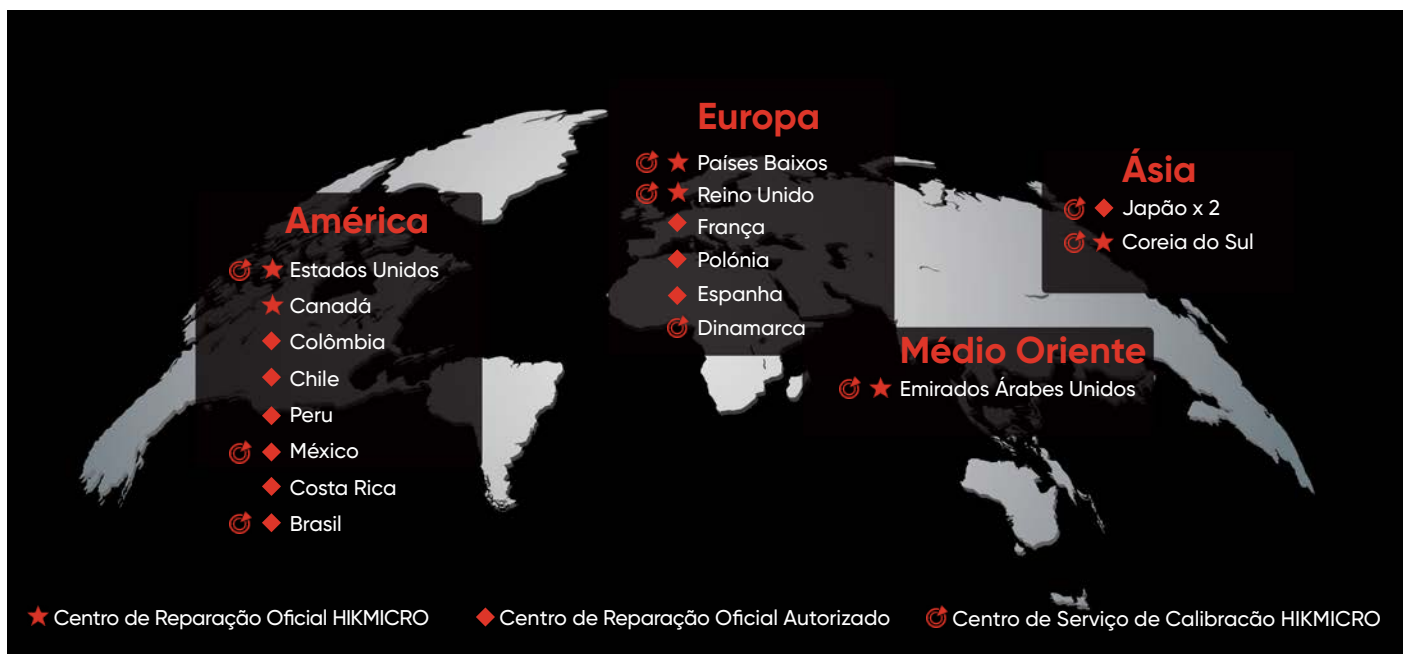 América
Estados Unidos
Canadá
Colômbia
Chile
Peru
México
Costa Rica
Brasil
Europa
Países Baixos
Reino Unido
França
Polónia
Espanha
Dinamarca
Ásia
Japão x 2
Coreia do Sul
Médio Oriente
Emirados Árabes Unidos
Centro de Reparação Oficial HIKMICRO
Centro de Reparação Oficial Autorizado
Centro de Serviço de Calibracão HIKMICRO